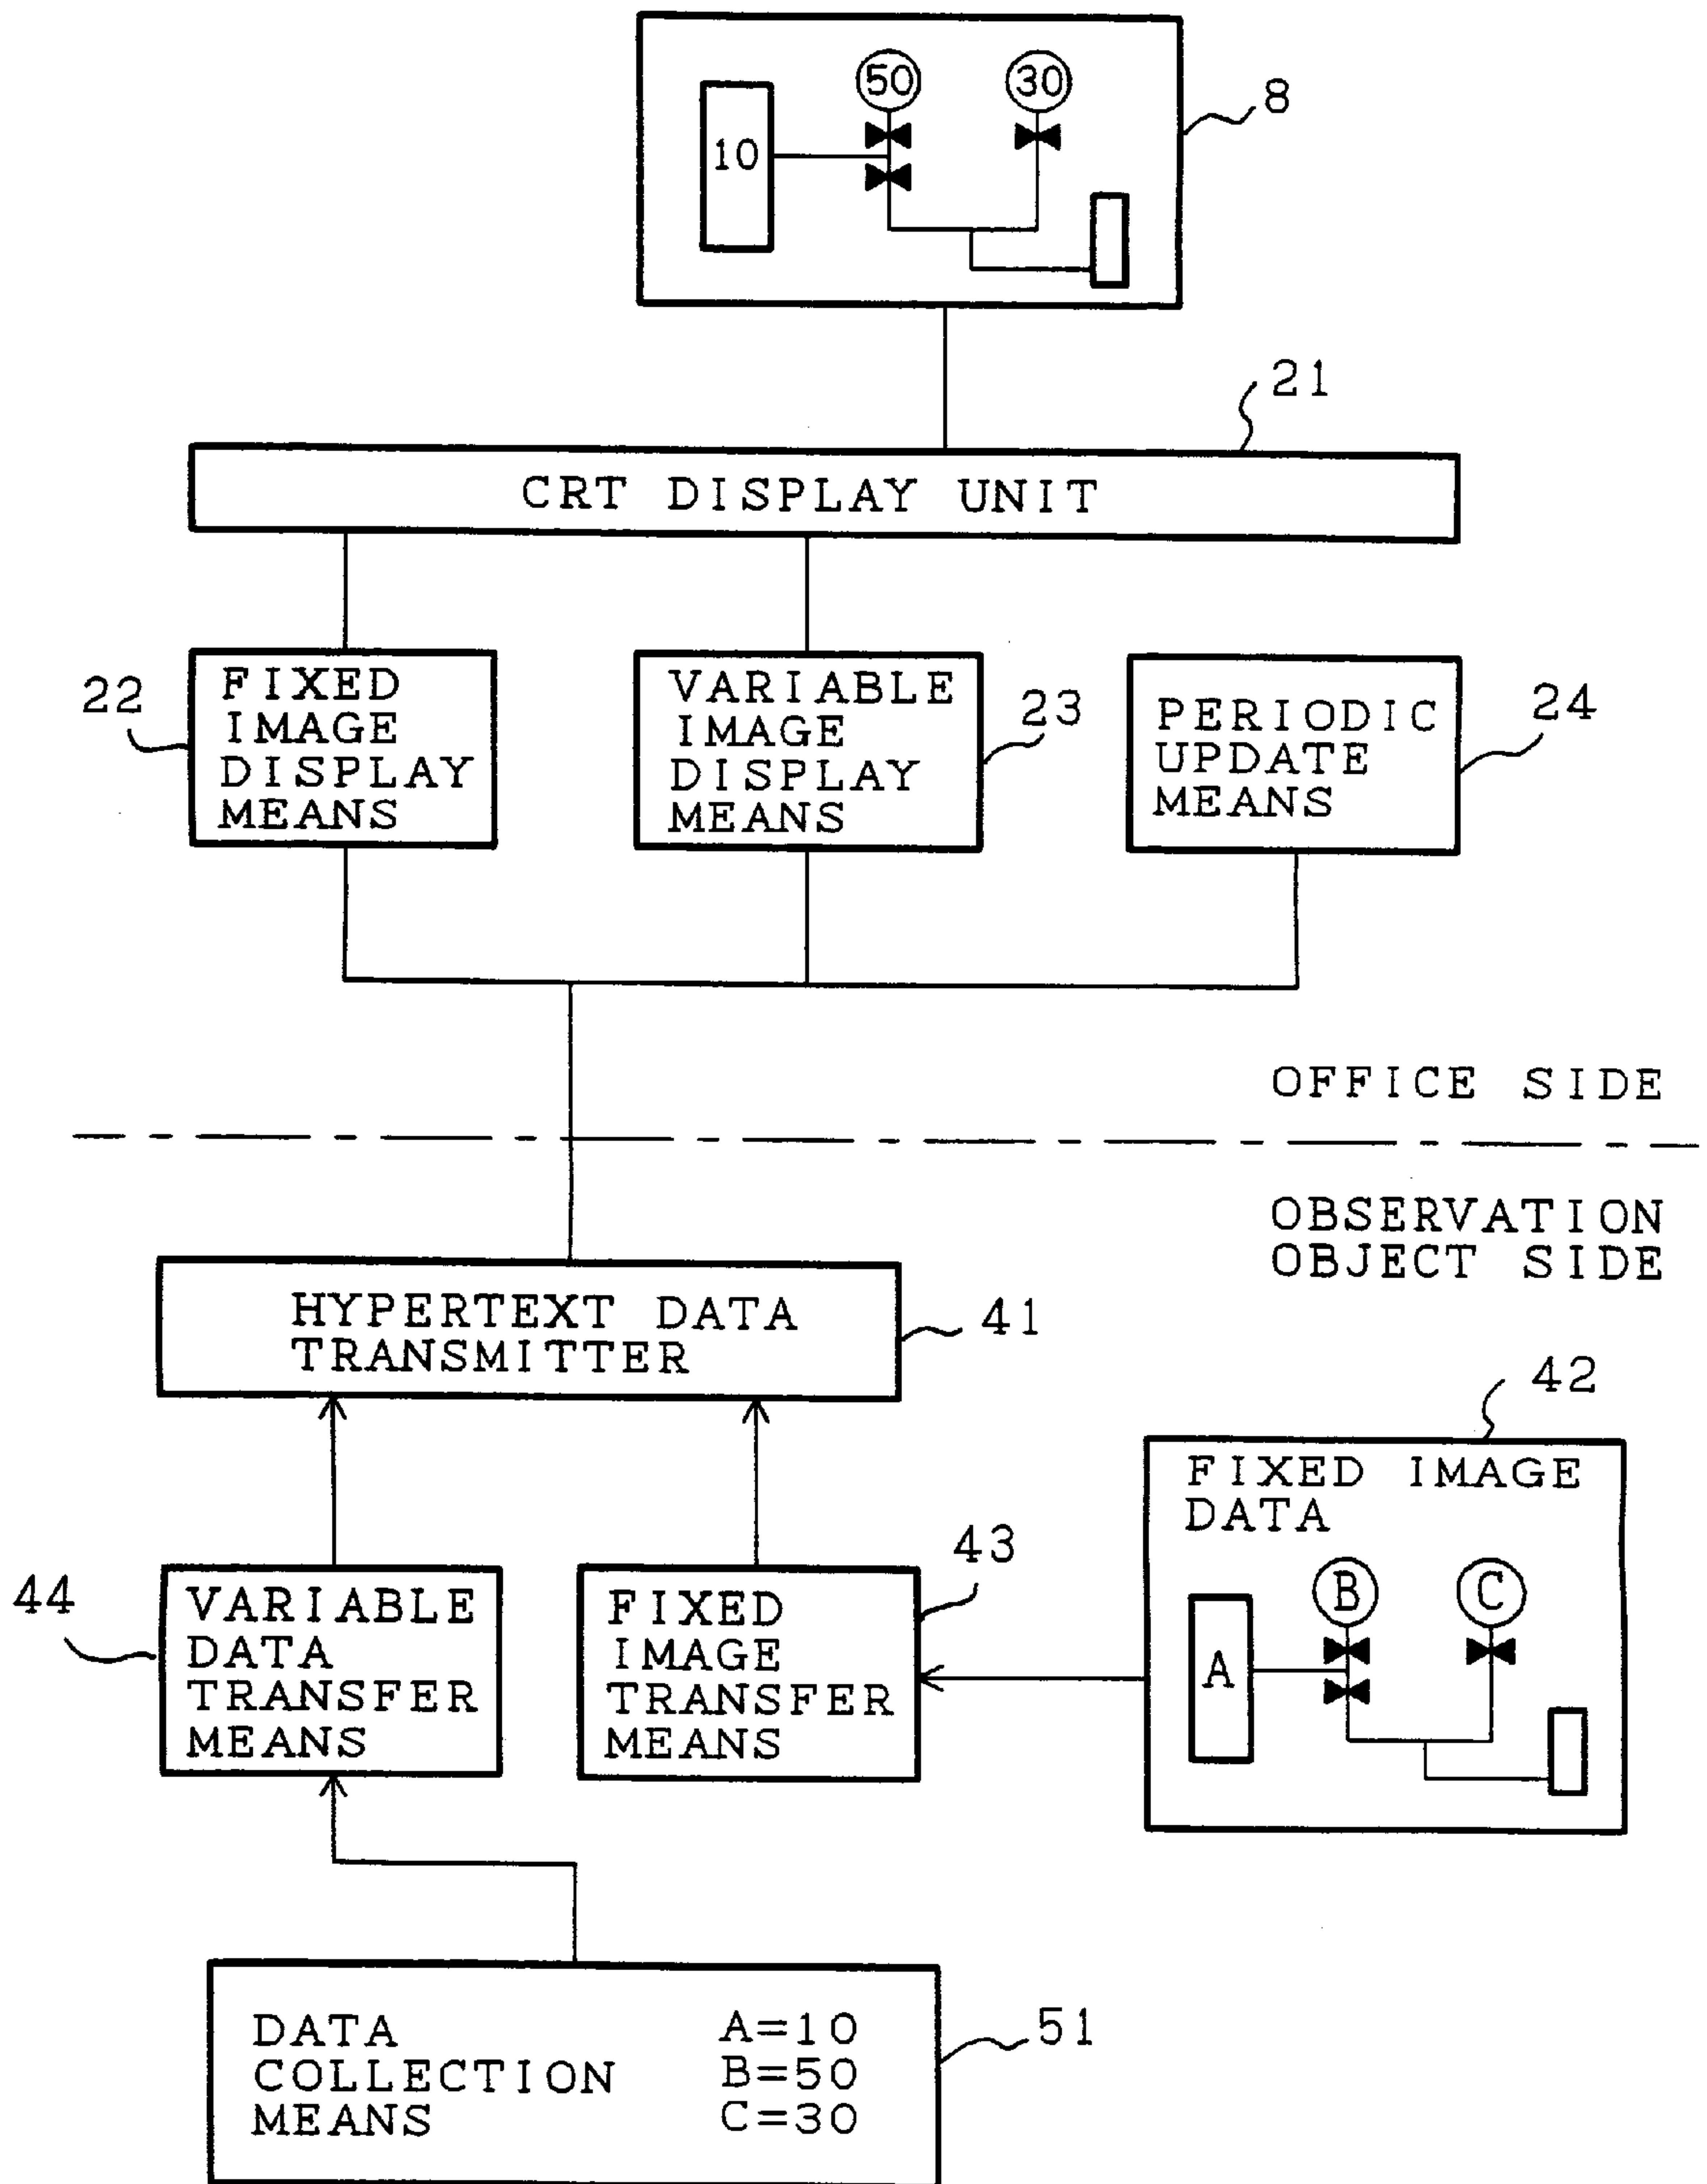 50
30
10
8
21
CRT DISPLAY UNIT
22
FIXED
IMAGE
DISPLAY
MEANS
VARIABLE
IMAGE
DISPLAY
MEANS
23
PERIODIC
UPDATE
MEANS
24
OFFICE SIDE
OBSERVATION
OBJECT SIDE
HYPERTEXT DATA
TRANSMITTER
41
42
FIXED IMAGE
DATA
B
C
A
44
VARIABLE
DATA
TRANSFER
MEANS
43
FIXED
IMAGE
TRANSFER
MEANS
DATA
COLLECTION
MEANS
A=10
B=50
C=30
51